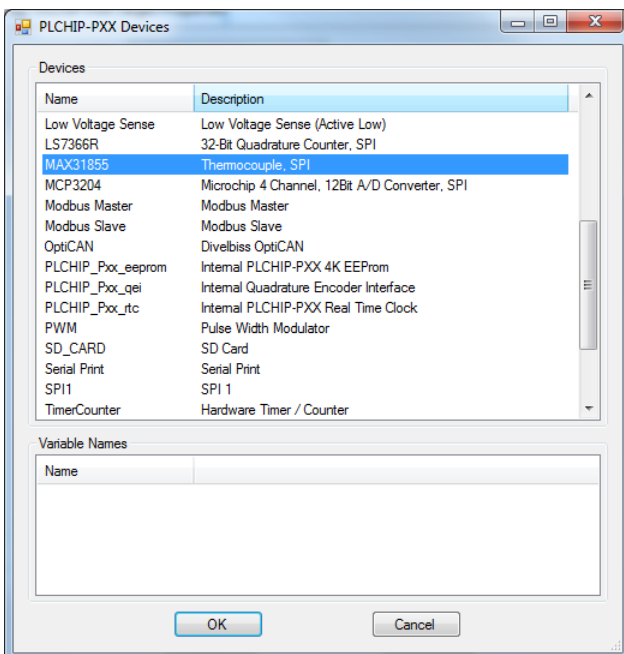 PLCHIP-PXX Devices
Devices
Name Description
Low Voltage Sense Low Voltage Sense (Active Low)
LS7366R 32-Bit Quadrature Counter, SPI
MAX31855 Thermocouple, SPI
MCP3204 Microchip 4 Channel, 12Bit A/D Converter, SPI
Modbus Master Modbus Master
Modbus Slave Modbus Slave
OptiCAN Divelbiss OptiCAN
PLCHIP_Pxx_eeprom Internal PLCHIP-PXX 4K EEProm
PLCHIP_Pxx_qei Internal Quadrature Encoder Interface
PLCHIP_Pxx_rtc Internal PLCHIP-PXX Real Time Clock
PWM Pulse Width Modulator
SD_CARD SD Card
Serial Print Serial Print
SPI1 SPI 1
TimerCounter Hardware Timer / Counter
Variable Names
Name
OK Cancel